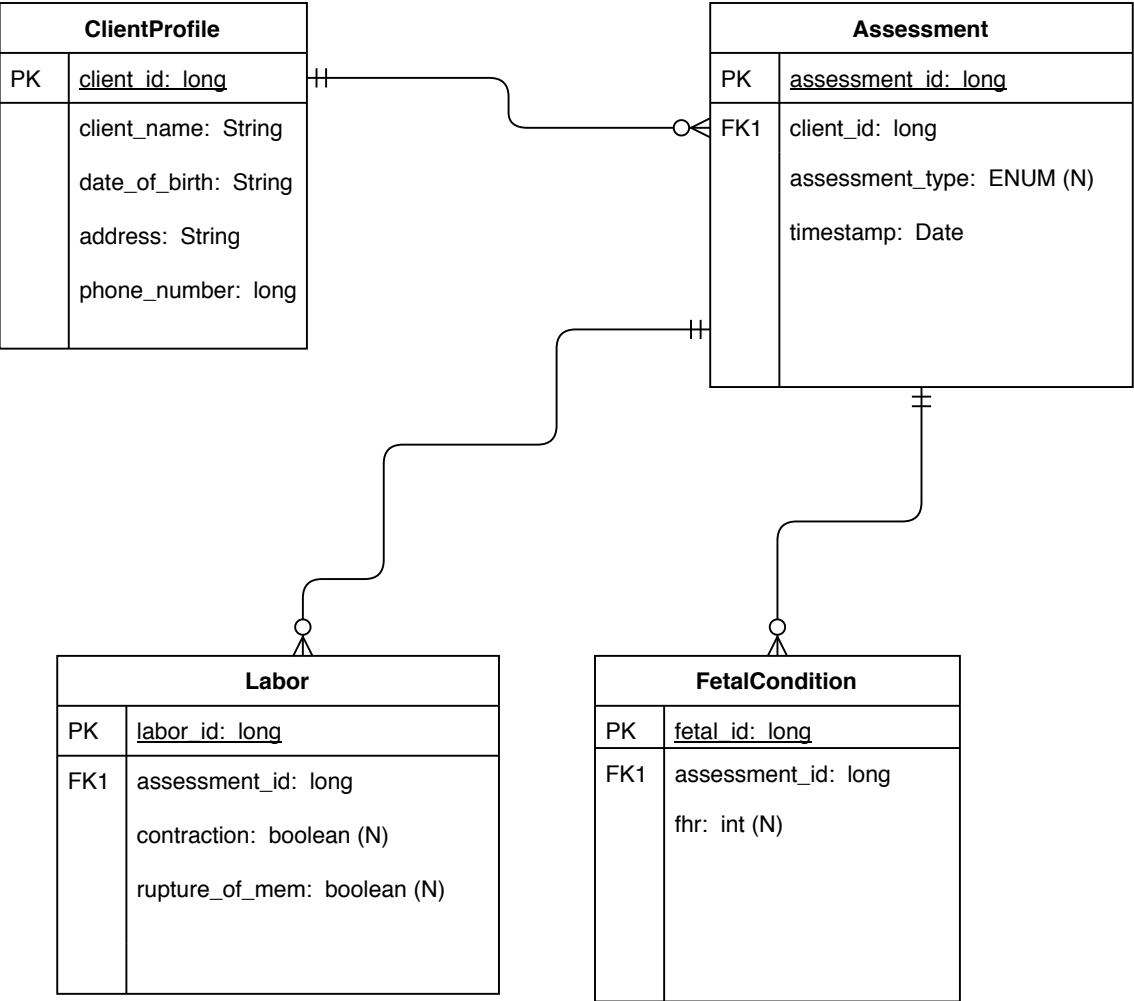 ClientProfile
PK client_id: long
client_name: String
date_of_birth: String
address: String
phone_number: long
Assessment
PK assessment_id: long
FK1 client_id: long
assessment_type: ENUM (N)
timestamp: Date
Labor
PK labor_id: long
FK1 assessment_id: long
contraction: boolean (N)
rupture_of_mem: boolean (N)
FetalCondition
PK fetal_id: long
FK1 assessment_id: long
fhr: int (N)